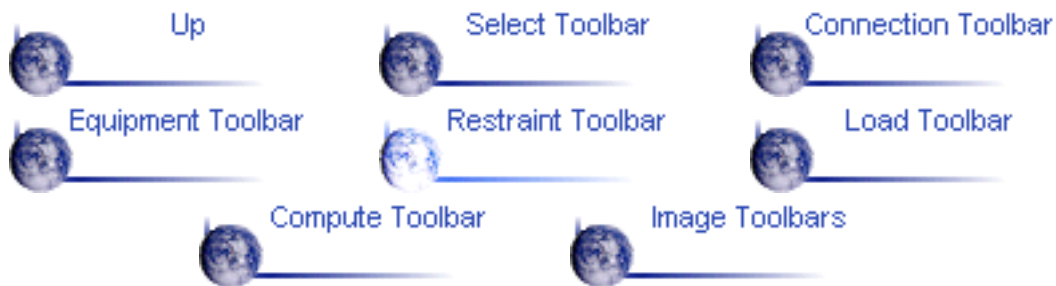 Up
Select Toolbar
Connection Toolbar
Equipment Toolbar
Restraint Toolbar
Load Toolbar
Compute Toolbar
Image Toolbars